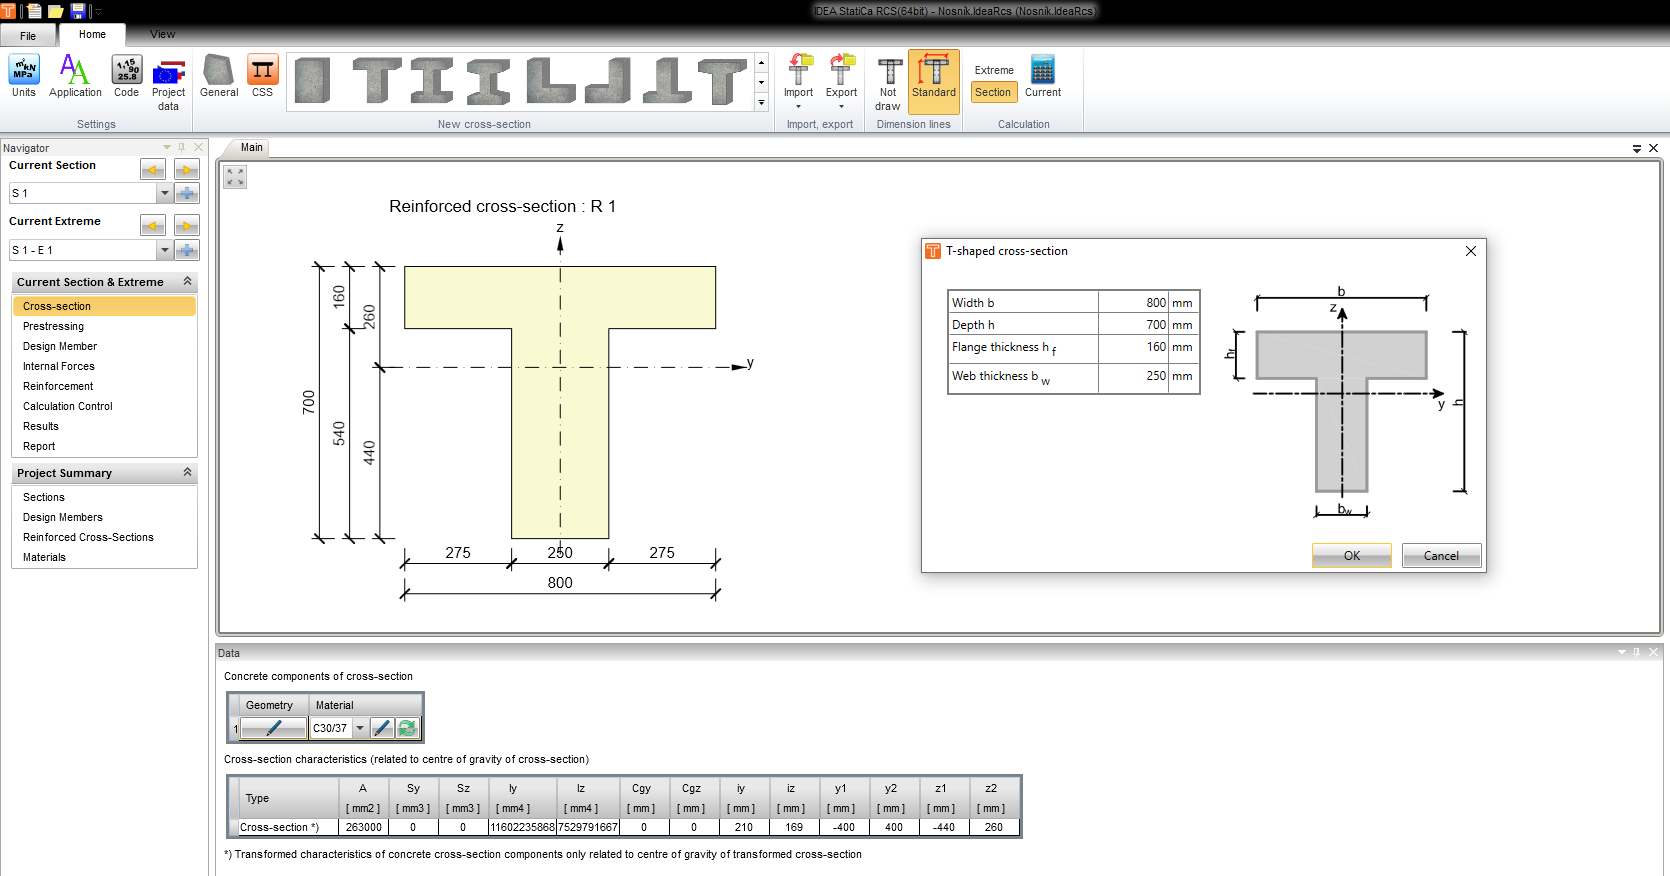 IDEA StatiCa RCS(64bit) - Nosnik.IdeaRcs (Nosnik.IdeaRcs)
File
Home
View
m²kN
MPa
Units
Application
1,15
90
25.8
Code
Project
data
Settings
General
CSS
New cross-section
Import
Export
Import, export
Not
draw
Standard
Dimension lines
Extreme
Section
Current
Calculation
Navigator
Current Section
S 1
Current Extreme
S 1 - E 1
Current Section & Extreme
Cross-section
Prestressing
Design Member
Internal Forces
Reinforcement
Calculation Control
Results
Report
Project Summary
Sections
Design Members
Reinforced Cross-Sections
Materials
Main
Reinforced cross-section : R 1
z
y
160
260
700
540
440
275
250
275
800
T-shaped cross-section
Width b 800 mm
Depth h 700 mm
Flange thickness h f 160 mm
Web thickness b w 250 mm
b
z
hf
h
y
bw
OK
Cancel
Data
Concrete components of cross-section
Geometry Material
1 C30/37
Cross-section characteristics (related to centre of gravity of cross-section)
Type A Sy Sz Iy Iz Cgy Cgz iy iz y1 y2 z1 z2
[ mm2 ] [ mm3 ] [ mm3 ] [ mm4 ] [ mm4 ] [ mm ] [ mm ] [ mm ] [ mm ] [ mm ] [ mm ] [ mm ] [ mm ]
Cross-section *) 263000 0 0 11602235868 7529791667 0 0 210 169 -400 400 -440 260
*) Transformed characteristics of concrete cross-section components only related to centre of gravity of transformed cross-section